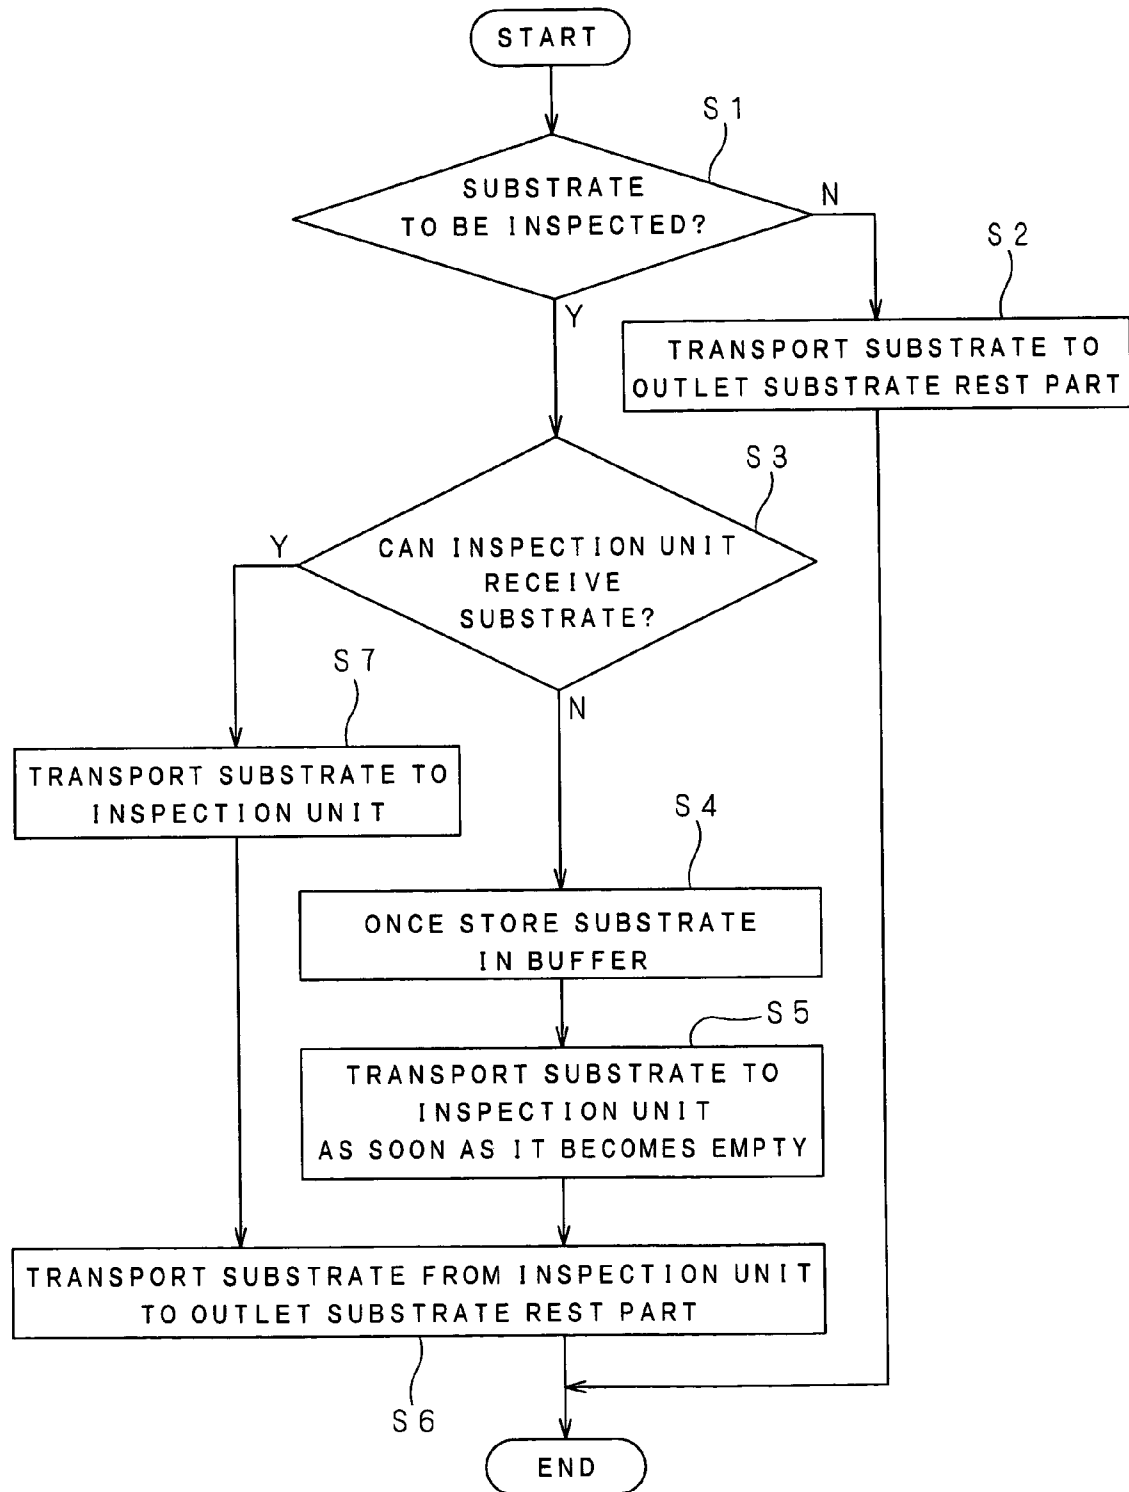 START
S1
SUBSTRATE
TO BE INSPECTED?
N
S2
Y
TRANSPORT SUBSTRATE TO
OUTLET SUBSTRATE REST PART
S3
Y
CAN INSPECTION UNIT
RECEIVE
SUBSTRATE?
S7
N
TRANSPORT SUBSTRATE TO
INSPECTION UNIT
S4
ONCE STORE SUBSTRATE
IN BUFFER
S5
TRANSPORT SUBSTRATE TO
INSPECTION UNIT
AS SOON AS IT BECOMES EMPTY
TRANSPORT SUBSTRATE FROM INSPECTION UNIT
TO OUTLET SUBSTRATE REST PART
S6
END